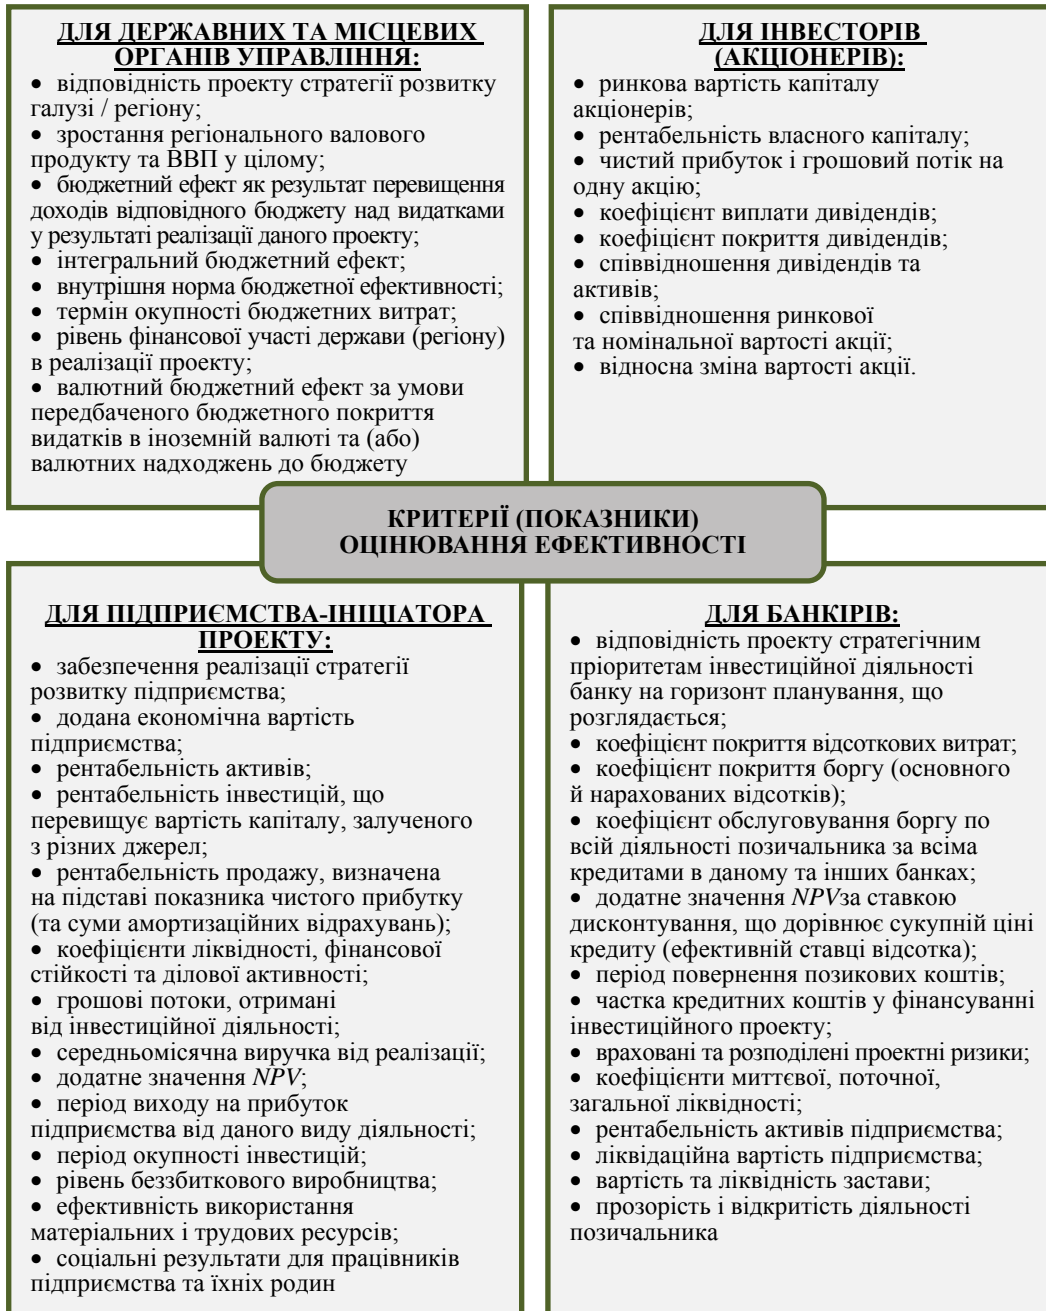 ДЛЯ ДЕРЖАВНИХ ТА МІСЦЕВИХ
ОРГАНІВ УПРАВЛІННЯ:
• відповідність проекту стратегії розвитку
галузі / регіону;
• зростання регіонального валового
продукту та ВВП у цілому;
• бюджетний ефект як результат перевищення
доходів відповідного бюджету над видатками
у результаті реалізації даного проекту;
• інтегральний бюджетний ефект;
• внутрішня норма бюджетної ефективності;
• термін окупності бюджетних витрат;
• рівень фінансової участі держави (регіону)
в реалізації проекту;
• валютний бюджетний ефект за умови
передбаченого бюджетного покриття
видатків в іноземній валюті та (або)
валютних надходжень до бюджету
ДЛЯ ІНВЕСТОРІВ
(АКЦІОНЕРІВ):
• ринкова вартість капіталу
акціонерів;
• рентабельність власного капіталу;
• чистий прибуток і грошовий потік на
одну акцію;
• коефіцієнт виплати дивідендів;
• коефіцієнт покриття дивідендів;
• співвідношення дивідендів та
активів;
• співвідношення ринкової
та номінальної вартості акції;
• відносна зміна вартості акції.
КРИТЕРІЇ (ПОКАЗНИКИ)
ОЦІНЮВАННЯ ЕФЕКТИВНОСТІ
ДЛЯ ПІДПРИЄМСТВА-ІНІЦІАТОРА
ПРОЕКТУ:
• забезпечення реалізації стратегії
розвитку підприємства;
• додана економічна вартість
підприємства;
• рентабельність активів;
• рентабельність інвестицій, що
перевищує вартість капіталу, залученого
з різних джерел;
• рентабельність продажу, визначена
на підставі показника чистого прибутку
(та суми амортизаційних відрахувань);
• коефіцієнти ліквідності, фінансової
стійкості та ділової активності;
• грошові потоки, отримані
від інвестиційної діяльності;
• середньомісячна виручка від реалізації;
• додатне значення NPV;
• період виходу на прибуток
підприємства від даного виду діяльності;
• період окупності інвестицій;
• рівень беззбиткового виробництва;
• ефективність використання
матеріальних і трудових ресурсів;
• соціальні результати для працівників
підприємства та їхніх родин
ДЛЯ БАНКІРІВ:
• відповідність проекту стратегічним
пріоритетам інвестиційної діяльності
банку на горизонт планування, що
розглядається;
• коефіцієнт покриття відсоткових витрат;
• коефіцієнт покриття боргу (основного
й нарахованих відсотків);
• коефіцієнт обслуговування боргу по
всій діяльності позичальника за всіма
кредитами в даному та інших банках;
• додатне значення NPVза ставкою
дисконтування, що дорівнює сукупній ціні
кредиту (ефективній ставці відсотка);
• період повернення позикових коштів;
• частка кредитних коштів у фінансуванні
інвестиційного проекту;
• враховані та розподілені проектні ризики;
• коефіцієнти миттєвої, поточної,
загальної ліквідності;
• рентабельність активів підприємства;
• ліквідаційна вартість підприємства;
• вартість та ліквідність застави;
• прозорість і відкритість діяльності
позичальника